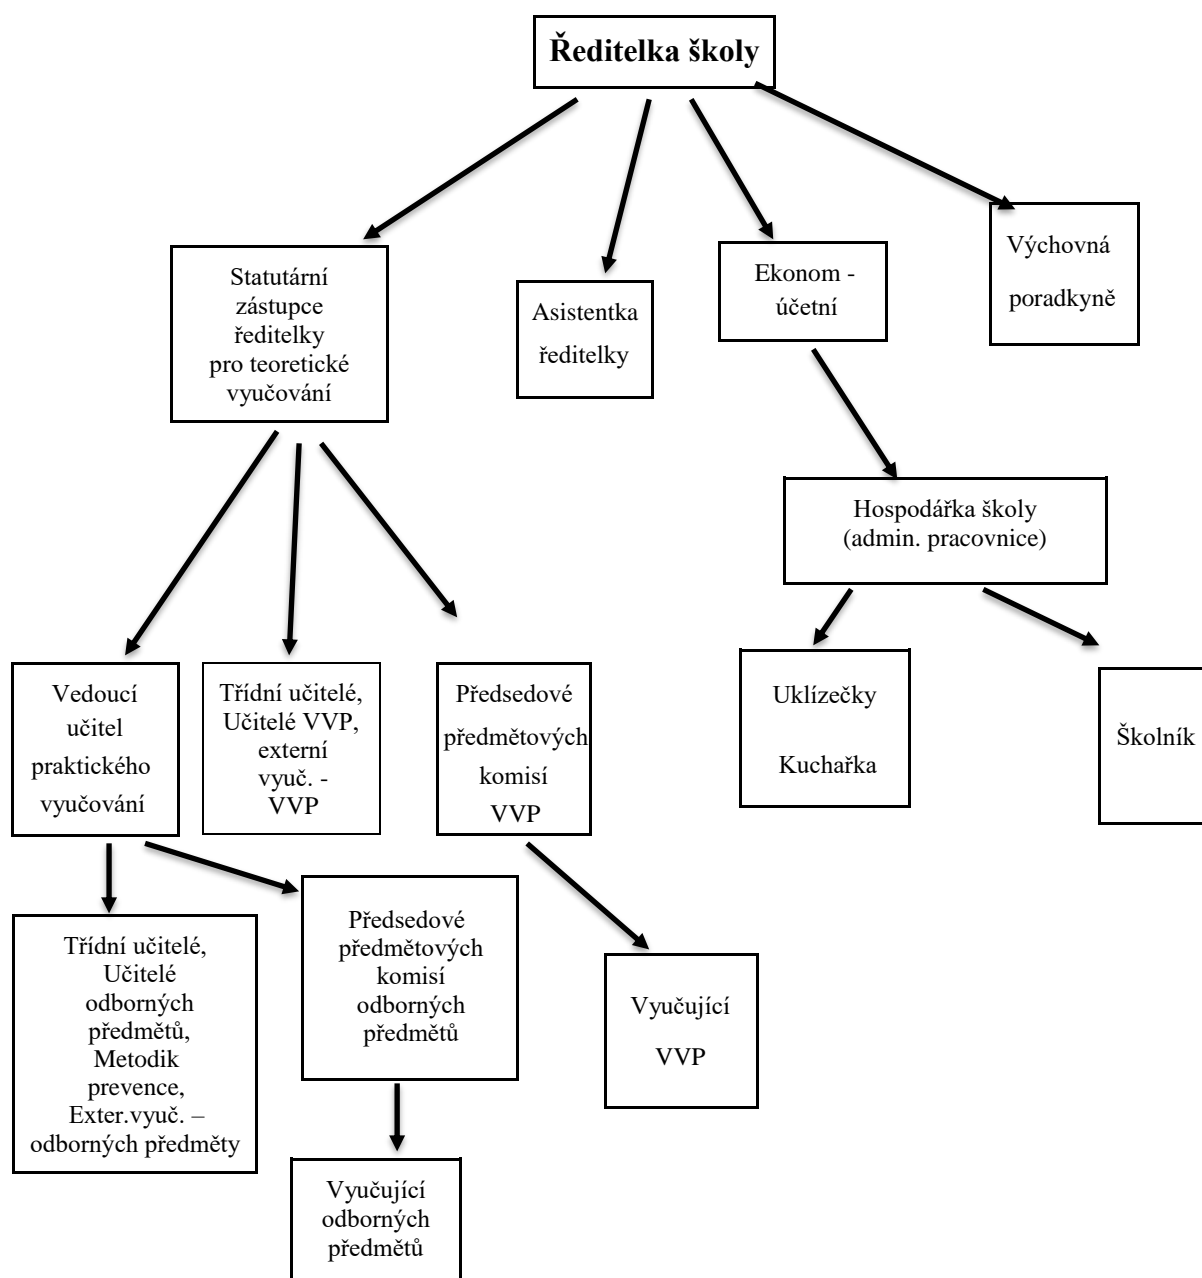 Ředitelka školy
Statutární
zástupce
ředitelky
pro teoretické
vyučování
Asistentka
ředitelky
Ekonom -
účetní
Výchovná
poradkyně
Hospodářka školy
(admin. pracovnice)
Vedoucí
učitel
praktického
vyučování
Třídní učitelé,
Učitelé VVP,
externí
vyuč. -
VVP
Předsedové
předmětových
komisí
VVP
Uklízečky
Kuchařka
Školník
Třídní učitelé,
Učitelé
odborných
předmětů,
Metodik
prevence,
Exter.vyuč. –
odborných předměty
Předsedové
předmětových
komisí
odborných
předmětů
Vyučující
VVP
Vyučující
odborných
předmětů